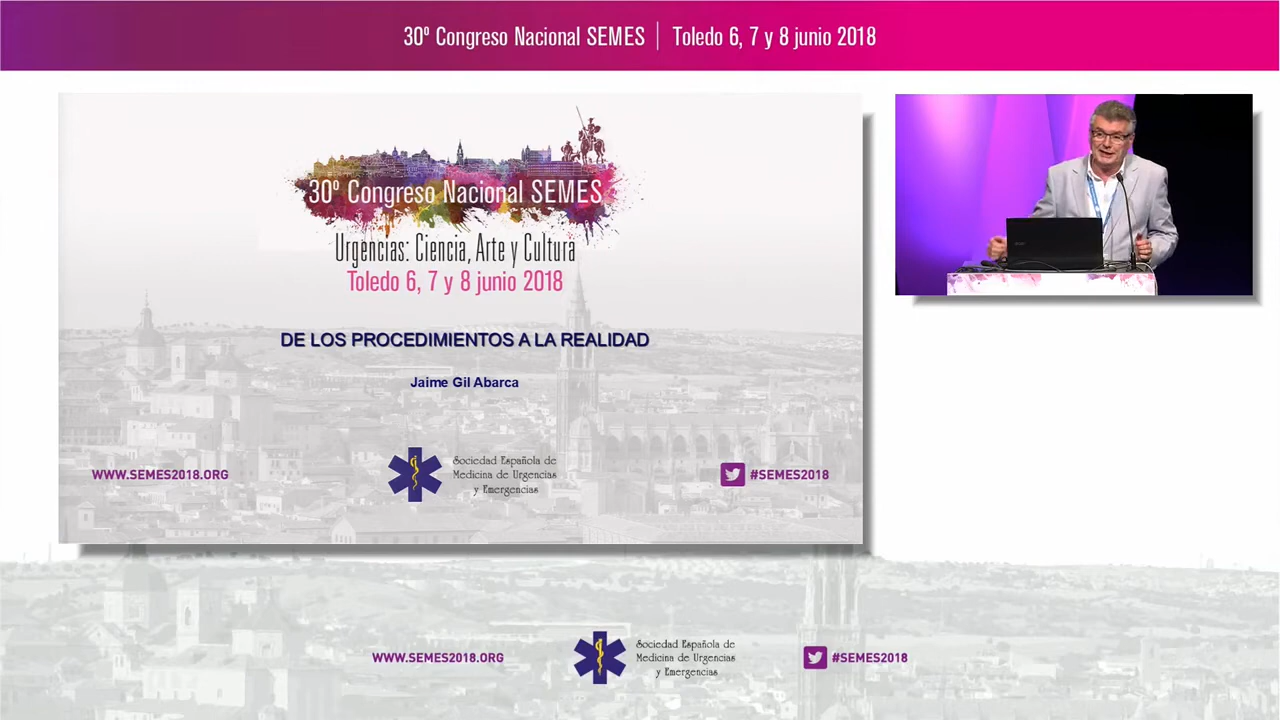 30º Congreso Nacional SEMES | Toledo 6, 7 y 8 junio 2018
30º Congreso Nacional SEMES
Urgencias: Ciencia, Arte y Cultura
Toledo 6, 7 y 8 junio 2018
DE LOS PROCEDIMIENTOS A LA REALIDAD
Jaime Gil Abarca
WWW.SEMES2018.ORG
Sociedad Española de
Medicina de Urgencias
y Emergencias
#SEMES2018
WWW.SEMES2018.ORG
Sociedad Española de
Medicina de Urgencias
y Emergencias
#SEMES2018